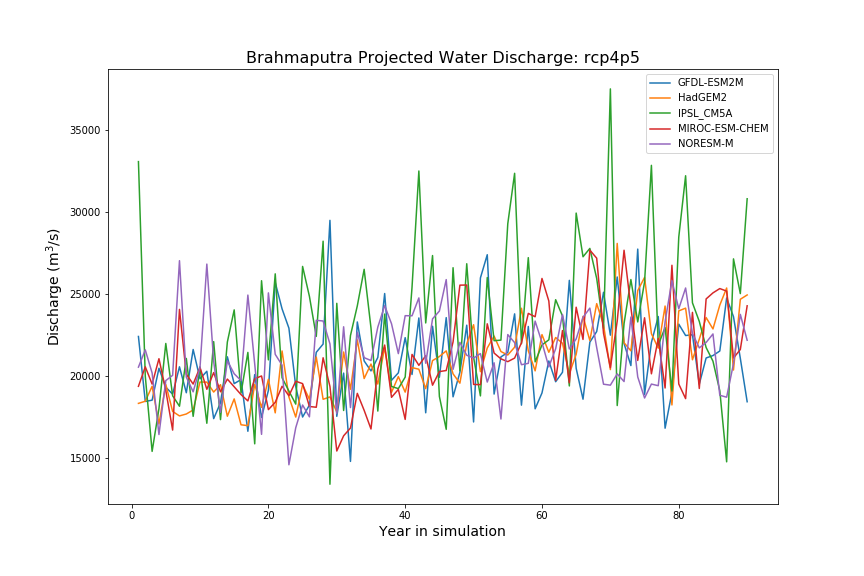 Brahmaputra Projected Water Discharge: rcp4p5
GFDL-ESM2M
HadGEM2
IPSL_CM5A
MIROC-ESM-CHEM
NORESM-M
Discharge (m³/s)
35000
30000
25000
20000
15000
0 20 40 60 80
Year in simulation